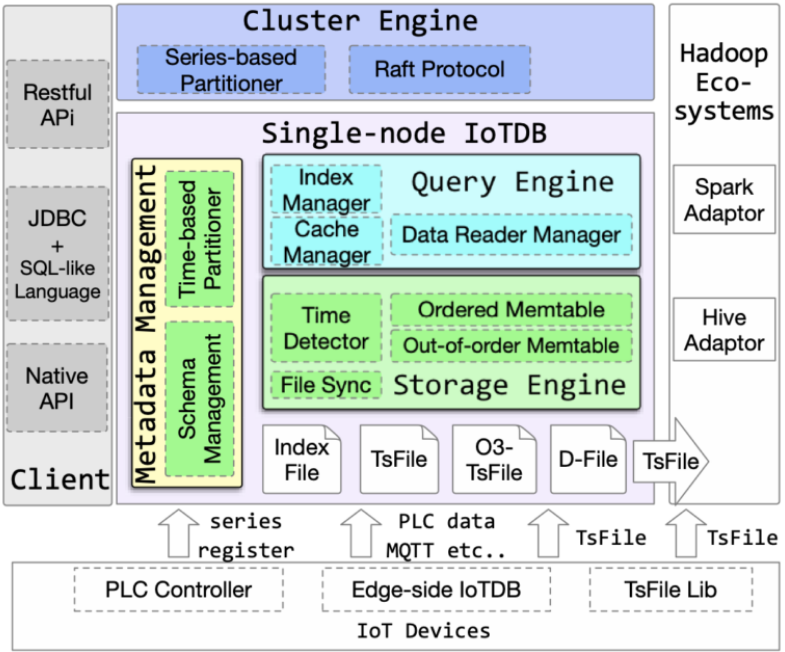 Cluster Engine
Series-based
Partitioner
Raft Protocol
Restful
APi
JDBC
+
SQL-like
Language
Native
API
Client
Single-node IoTDB
Metadata Management
Time-based
Partitioner
Schema
Management
Index
Manager
Query Engine
Cache
Manager
Data Reader Manager
Time
Detector
Ordered Memtable
Out-of-order Memtable
File Sync
Storage Engine
Index
File
TsFile
O3-
TsFile
D-File
TsFile
Hadoop
Eco-
systems
Spark
Adaptor
Hive
Adaptor
series
register
PLC data
MQTT etc..
TsFile
TsFile
PLC Controller
Edge-side IoTDB
TsFile Lib
IoT Devices